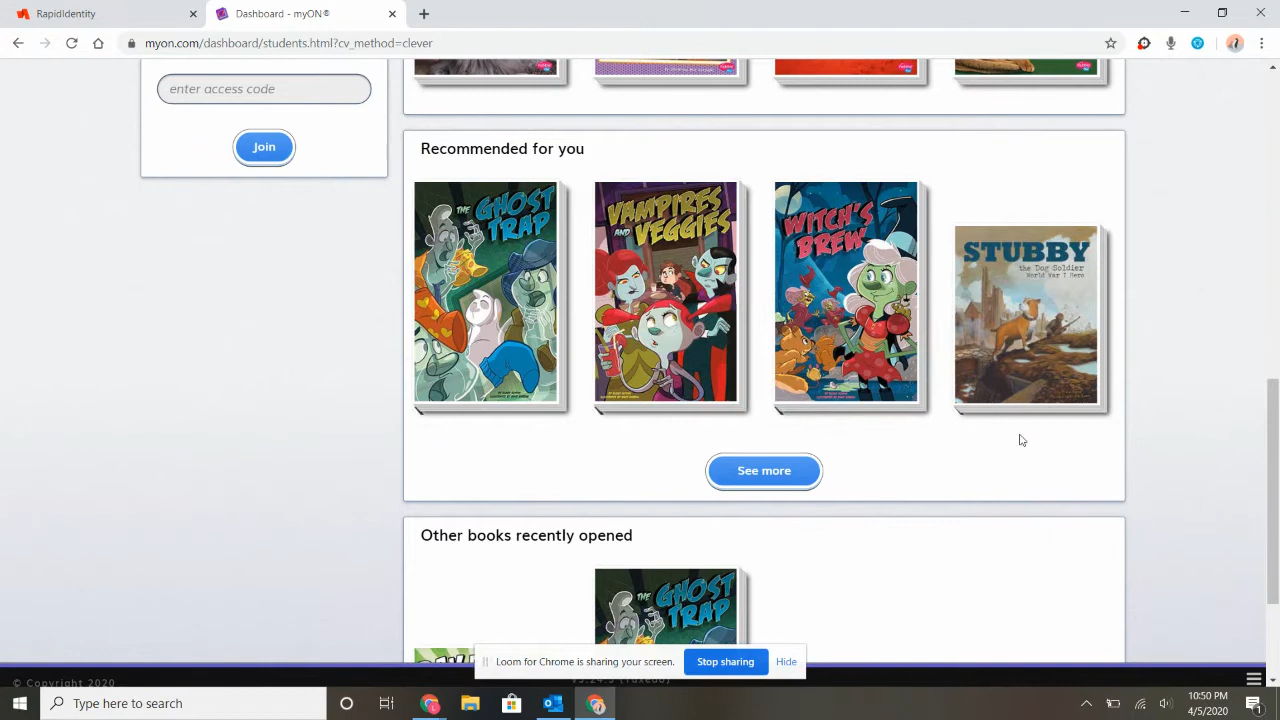 RapidIdentity
Dashboard - myON®
myon.com/dashboard/students.html?cv_method=clever
enter access code
Join
Recommended for you
THE GHOST TRAP
VAMPIRES AND VEGGIES
WITCH'S BREW
STUBBY
the Dog Soldier
World War I Hero
See more
Other books recently opened
THE GHOST TRAP
Loom for Chrome is sharing your screen.
Stop sharing
Hide
© Copyright 2020
Type here to search
10:50 PM
4/5/2020